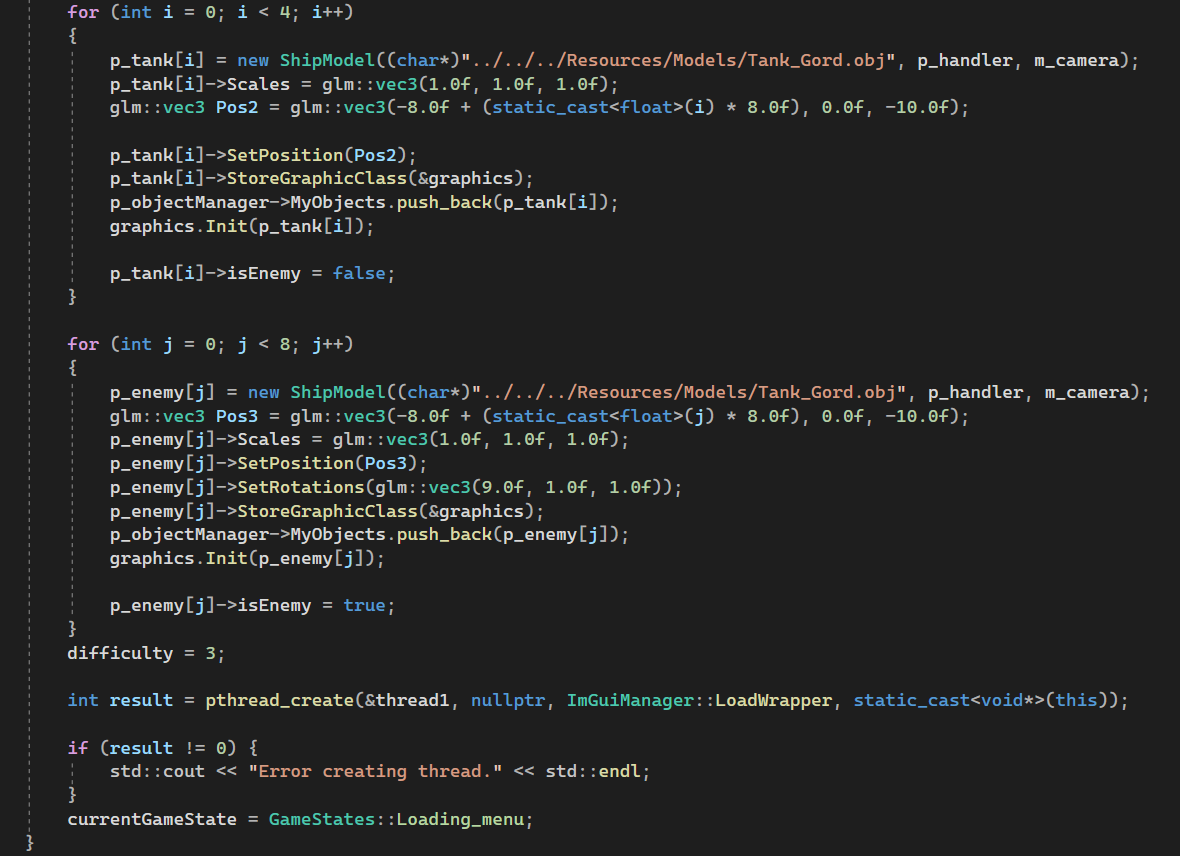 for (int i = 0; i < 4; i++)
{
p_tank[i] = new ShipModel((char*)"../../../Resources/Models/Tank_Gord.obj", p_handler, m_camera);
p_tank[i]->Scales = glm::vec3(1.0f, 1.0f, 1.0f);
glm::vec3 Pos2 = glm::vec3(-8.0f + (static_cast<float>(i) * 8.0f), 0.0f, -10.0f);
p_tank[i]->SetPosition(Pos2);
p_tank[i]->StoreGraphicClass(&graphics);
p_objectManager->MyObjects.push_back(p_tank[i]);
graphics.Init(p_tank[i]);
p_tank[i]->isEnemy = false;
}
for (int j = 0; j < 8; j++)
{
p_enemy[j] = new ShipModel((char*)"../../../Resources/Models/Tank_Gord.obj", p_handler, m_camera);
glm::vec3 Pos3 = glm::vec3(-8.0f + (static_cast<float>(j) * 8.0f), 0.0f, -10.0f);
p_enemy[j]->Scales = glm::vec3(1.0f, 1.0f, 1.0f);
p_enemy[j]->SetPosition(Pos3);
p_enemy[j]->SetRotations(glm::vec3(9.0f, 1.0f, 1.0f));
p_enemy[j]->StoreGraphicClass(&graphics);
p_objectManager->MyObjects.push_back(p_enemy[j]);
graphics.Init(p_enemy[j]);
p_enemy[j]->isEnemy = true;
}
difficulty = 3;
int result = pthread_create(&thread1, nullptr, ImGuiManager::LoadWrapper, static_cast<void*>(this));
if (result != 0) {
std::cout << "Error creating thread." << std::endl;
}
currentGameState = GameStates::Loading_menu;
}